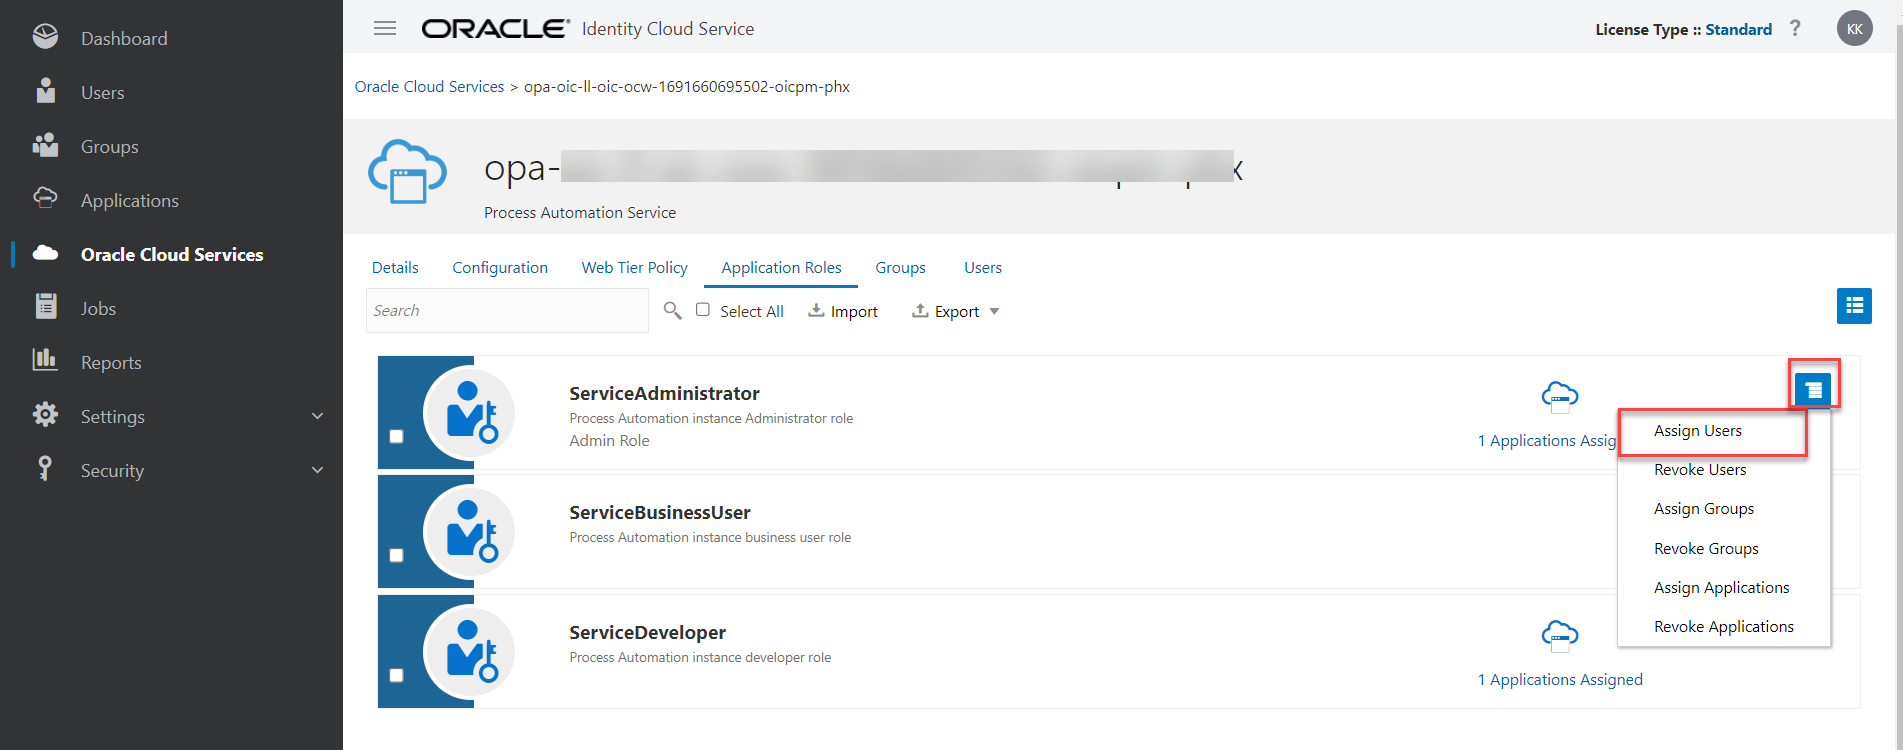 Dashboard
Users
Groups
Applications
Oracle Cloud Services
Jobs
Reports
Settings
Security
ORACLE® Identity Cloud Service
License Type :: Standard ?
KK
Oracle Cloud Services > opa-oic-ll-oic-ocw-1691660695502-oicpm-phx
opa-
Process Automation Service
Details Configuration Web Tier Policy Application Roles Groups Users
Search
Select All Import Export
ServiceAdministrator
Process Automation instance Administrator role
Admin Role
1 Applications Assig
Assign Users
Revoke Users
Assign Groups
Revoke Groups
Assign Applications
Revoke Applications
ServiceBusinessUser
Process Automation instance business user role
ServiceDeveloper
Process Automation instance developer role
1 Applications Assigned